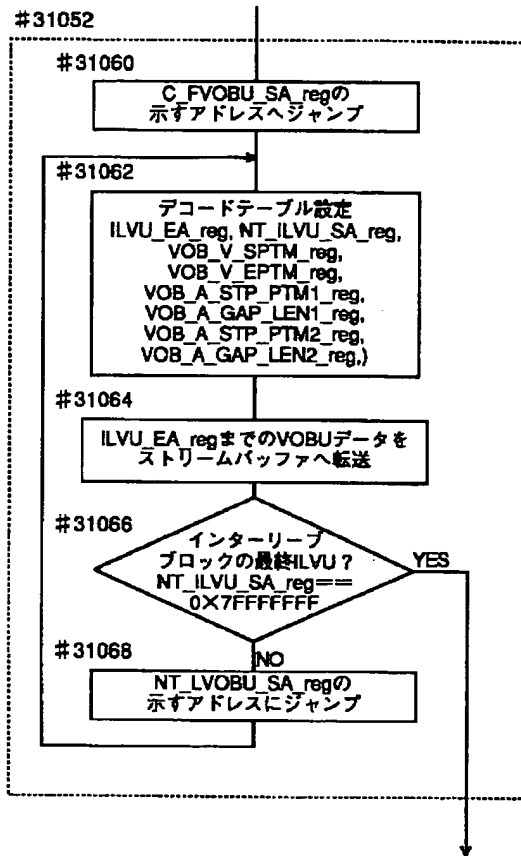 #31052
#31060
C_FVOBU_SA_regの
示すアドレスへジャンプ
#31062
デコードテーブル設定
ILVU_EA_reg, NT_ILVU_SA_reg,
VOB_V_SPTM_reg,
VOB_V_EPTM_reg,
VOB_A_STP_PTM1_reg,
VOB_A_GAP_LEN1_reg,
VOB_A_STP_PTM2_reg,
VOB_A_GAP_LEN2_reg,)
#31064
ILVU_EA_regまでのVOBUデータを
ストリームバッファへ転送
#31066
インターリーブ
ブロックの最終ILVU?
NT_ILVU_SA_reg==
0×7FFFFFFF
YES
#31068
NO
NT_LVOBU_SA_regの
示すアドレスにジャンプ